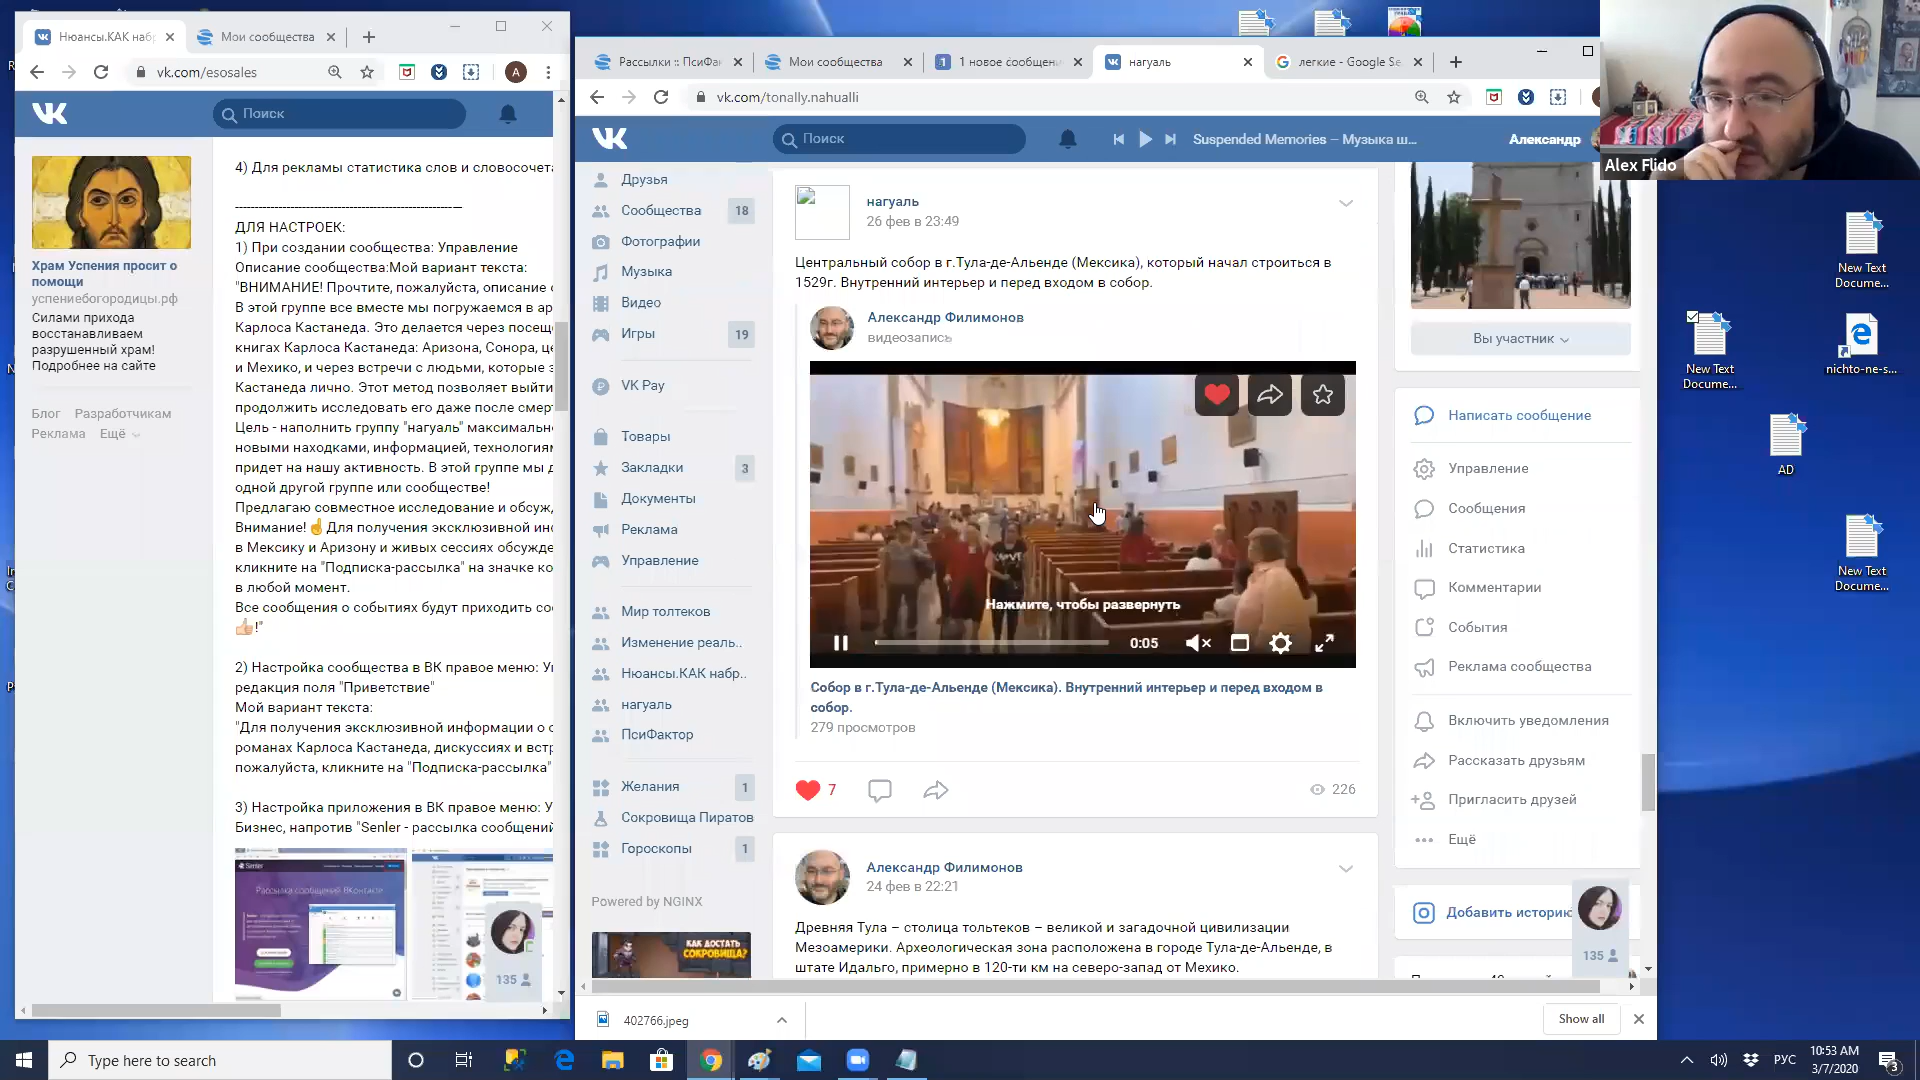 Нюансы.КАК наб
Мои сообщества
vk.com/esosales
Поиск
Храм Успения просит о
помощи
успениебогородицы.рф
Силами прихода
восстанавливаем
разрушенный храм!
Подробнее на сайте
Блог Разработчикам
Реклама Ещё
4) Для рекламы статистика слов и словосочета
ДЛЯ НАСТРОЕК:
1) При создании сообщества: Управление
Описание сообщества:Мой вариант текста:
"ВНИМАНИЕ! Прочтите, пожалуйста, описание
В этой группе все вместе мы погружаемся в ар
Карлоса Кастанеда. Это делается через посещ
книгах Карлоса Кастанеда: Аризона, Сонора, це
и Мехико, и через встречи с людьми, которые з
Кастанеда лично. Этот метод позволяет выйти
продолжить исследовать его даже после смер
Цель - наполнить группу "нагуаль" максимально
новыми находками, информацией, технология
придет на нашу активность. В этой группе мы д
одной другой группе или сообществе!
Предлагаю совместное исследование и обсуж
Внимание!☝Для получения эксклюзивной ин
в Мексику и Аризону и живых сессиях обсужде
кликните на "Подписка-рассылка" на значке ко
в любой момент.
Все сообщения о событиях будут приходить со
👍!"
2) Настройка сообщества в ВК правое меню: У
редакция поля "Приветствие"
Мой вариант текста:
"Для получения эксклюзивной информации о с
романах Карлоса Кастанеда, дискуссиях и встр
пожалуйста, кликните на "Подписка-рассылка"
3) Настройка приложения в ВК правое меню: У
Бизнес, напротив "Senler - рассылка сообщений
Senler
Рассылка сообщений ВКонтакте
135
Рассылки :: ПсиФак
Мои сообщества
1 новое сообщени
нагуаль
легкие - Google Se
vk.com/tonally.nahualli
Поиск
Suspended Memories – Музыка ш...
Александр
Alex Flido
Друзья
Сообщества 18
Фотографии
Музыка
Видео
Игры 19
VK Pay
Товары
Закладки 3
Документы
Реклама
Управление
Мир толтеков
Изменение реаль..
Нюансы.КАК набр..
нагуаль
ПсиФактор
Желания 1
Сокровища Пиратов
Гороскопы 1
Powered by NGINX
КАК ДОСТАТЬ
СОКРОВИЩА?
нагуаль
26 фев в 23:49
Центральный собор в г.Тула-де-Альенде (Мексика), который начал строиться в
1529г. Внутренний интерьер и перед входом в собор.
Александр Филимонов
видеозапись
Нажмите, чтобы развернуть
0:05
Собор в г.Тула-де-Альенде (Мексика). Внутренний интерьер и перед входом в
собор.
279 просмотров
7
226
Александр Филимонов
24 фев в 22:21
Древняя Тула – столица тольтеков – великой и загадочной цивилизации
Мезоамерики. Археологическая зона расположена в городе Тула-де-Альенде, в
штате Идальго, примерно в 120-ти км на северо-запад от Мехико.
Вы участник
Написать сообщение
Управление
Сообщения
Статистика
Комментарии
События
Реклама сообщества
Включить уведомления
Рассказать друзьям
Пригласить друзей
Ещё
Добавить историю
135
402766.jpeg
Show all
New Text
Docume...
New Text
Docume...
nichto-ne-s...
AD
New Text
Docume...
Type here to search
РУС
10:53 AM
3/7/2020
3